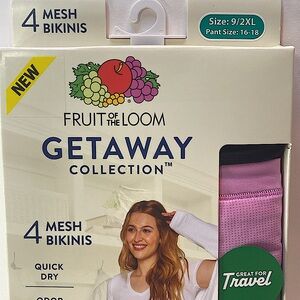 4 MESH
BIKINIS
Size: 9/2XL
Pant Size: 16-18
NEW
FRUIT OF THE LOOM
GETAWAY
COLLECTION™
4 MESH
BIKINIS
QUICK
DRY
ODOR
GREAT FOR
Travel